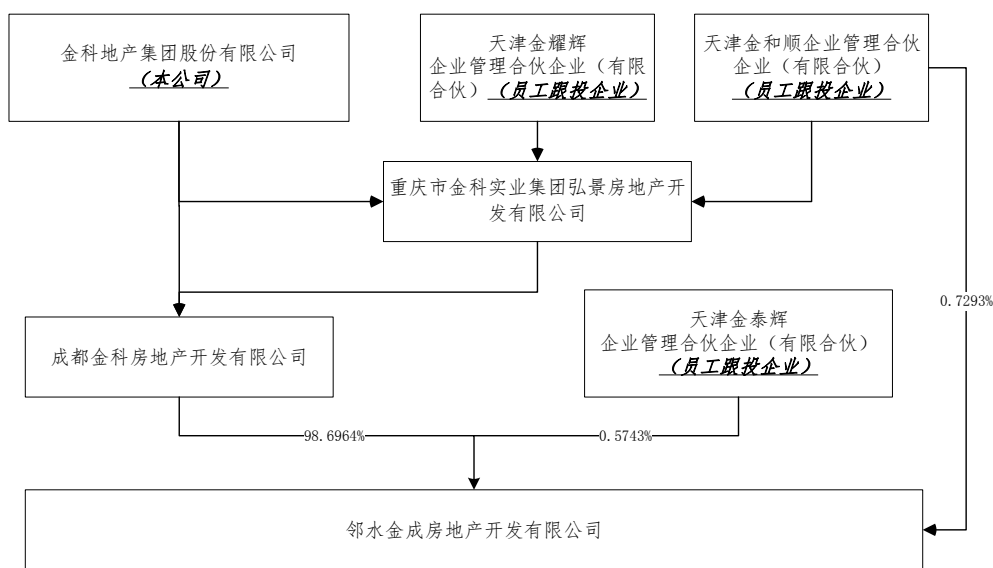 金科地产集团股份有限公司
（本公司）
天津金耀辉
企业管理合伙企业（有限
合伙）（员工跟投企业）
天津金和顺企业管理合伙
企业（有限合伙）
（员工跟投企业）
重庆市金科实业集团弘景房地产开
发有限公司
0.7293%
成都金科房地产开发有限公司
天津金泰辉
企业管理合伙企业（有限合伙）
（员工跟投企业）
98.6964%
0.5743%
邻水金成房地产开发有限公司